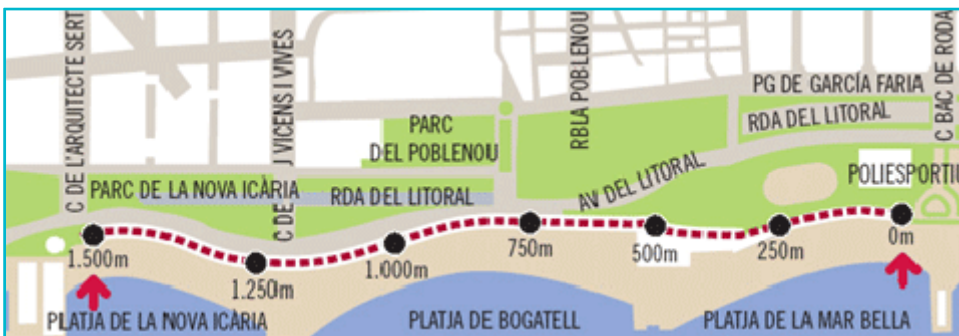 C DE L'ARQUITECTE SERT
C DE J VICENS I VIVES
RBLA POBLENOU
C BAC DE RODA
PG DE GARCÍA FARIA
RDA DEL LITORAL
PARC
DEL POBLENOU
POLIESPORTIU
AV DEL LITORAL
PARC DE LA NOVA ICÀRIA
RDA DEL LITORAL
1.500m
1.250m
1.000m
750m
500m
250m
0m
PLATJA DE LA NOVA ICÀRIA
PLATJA DE BOGATELL
PLATJA DE LA MAR BELLA